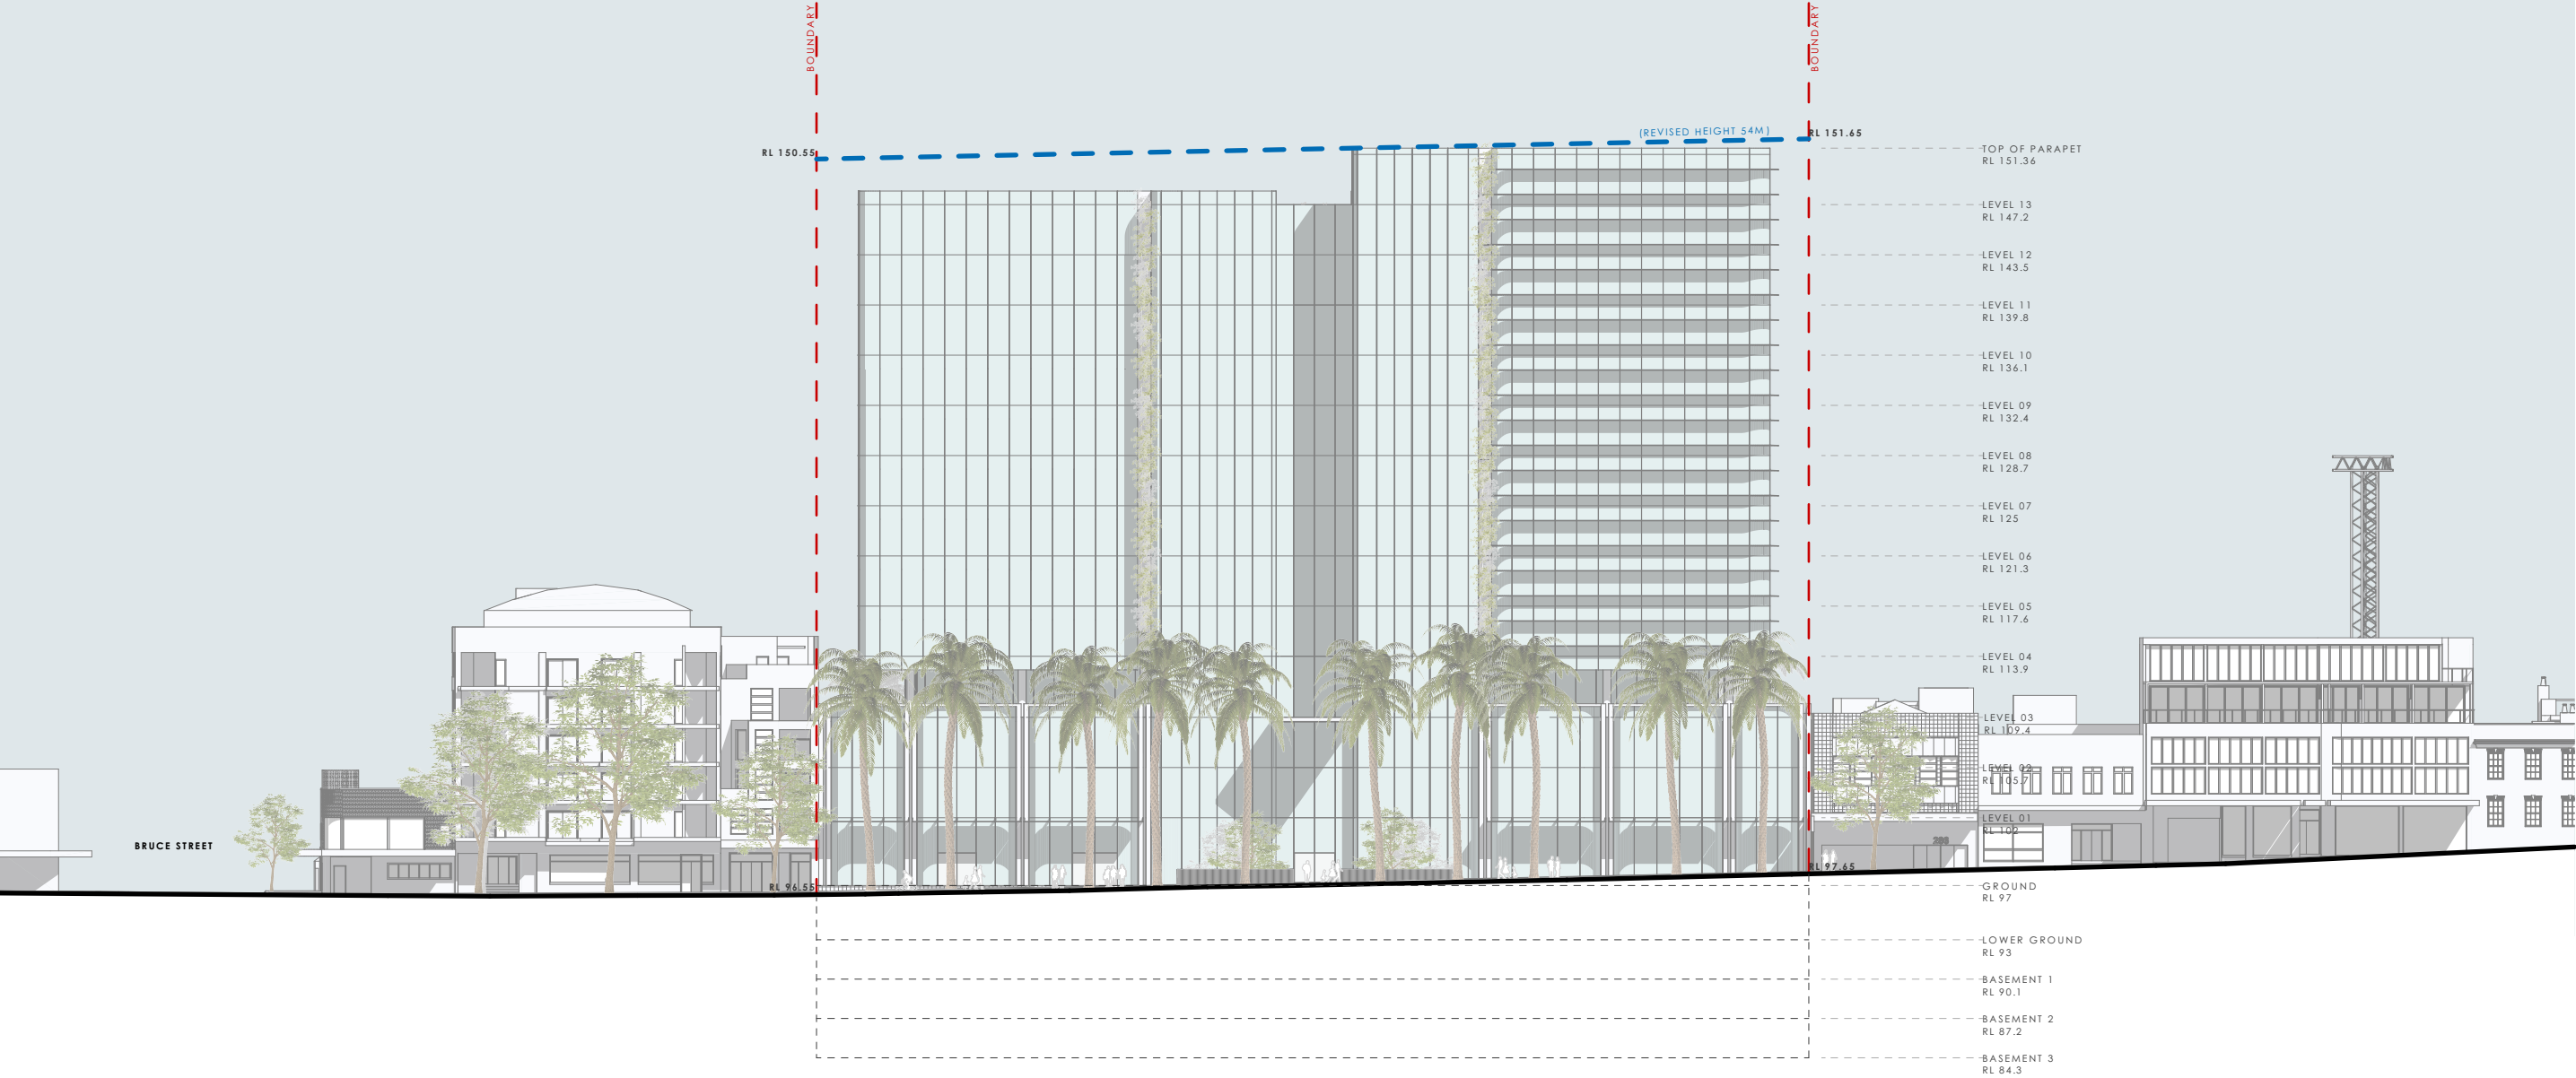 BOUNDARY
BOUNDARY
(REVISED HEIGHT 54M)
RL 151.65
RL 150.55
TOP OF PARAPET
RL 151.36
LEVEL 13
RL 147.2
LEVEL 12
RL 143.5
LEVEL 11
RL 139.8
LEVEL 10
RL 136.1
LEVEL 09
RL 132.4
LEVEL 08
RL 128.7
LEVEL 07
RL 125
LEVEL 06
RL 121.3
LEVEL 05
RL 117.6
LEVEL 04
RL 113.9
LEVEL 03
RL 109.4
LEVEL 02
RL 105.7
LEVEL 01
RL 102
BRUCE STREET
RL 97.65
RL 96.55
GROUND
RL 97
LOWER GROUND
RL 93
BASEMENT 1
RL 90.1
BASEMENT 2
RL 87.2
BASEMENT 3
RL 84.3